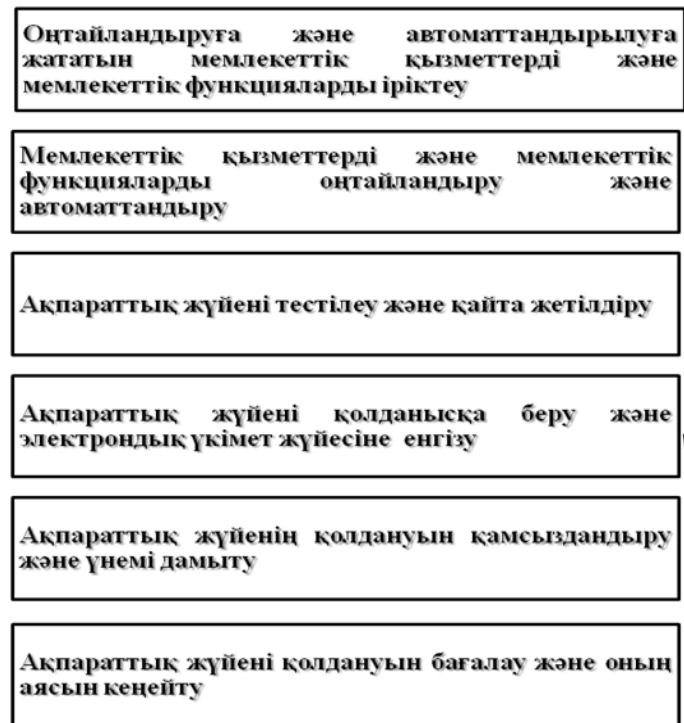 Оңтайландыруға және автоматтандырылуға
жататын мемлекеттік қызметтерді және
мемлекеттік функцияларды іріктеу
Мемлекеттік қызметтерді және мемлекеттік
функцияларды оңтайландыру және
автоматтандыру
Ақпараттық жүйені тестілеу және қайта жетілдіру
Ақпараттық жүйені қолданысқа беру және
электрондық үкімет жүйесіне енгізу
Ақпараттық жүйенің қолдануын қамсыздандыру
және үнемі дамыту
Ақпараттық жүйені қолдануын бағалау және оның
аясын кеңейту